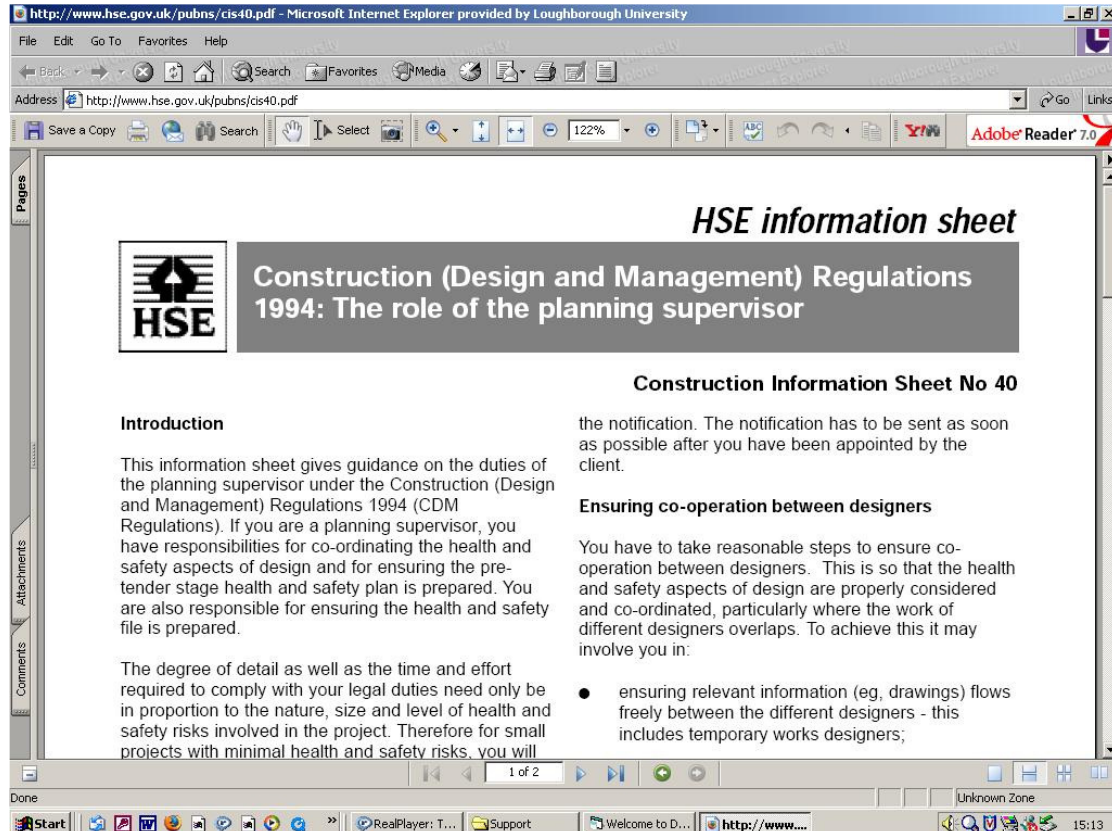 http://www.hse.gov.uk/pubns/cis40.pdf - Microsoft Internet Explorer provided by Loughborough University
File Edit Go To Favorites Help
Back Search Favorites Media
Address http://www.hse.gov.uk/pubns/cis40.pdf Go Links
Save a Copy Search Select 122% Y! Adobe Reader 7.0
Pages
Attachments
Comments
HSE information sheet
HSE
Construction (Design and Management) Regulations
1994: The role of the planning supervisor
Construction Information Sheet No 40
Introduction
This information sheet gives guidance on the duties of
the planning supervisor under the Construction (Design
and Management) Regulations 1994 (CDM
Regulations). If you are a planning supervisor, you
have responsibilities for co-ordinating the health and
safety aspects of design and for ensuring the pre-
tender stage health and safety plan is prepared. You
are also responsible for ensuring the health and safety
file is prepared.
The degree of detail as well as the time and effort
required to comply with your legal duties need only be
in proportion to the nature, size and level of health and
safety risks involved in the project. Therefore for small
projects with minimal health and safety risks, you will
the notification. The notification has to be sent as soon
as possible after you have been appointed by the
client.
Ensuring co-operation between designers
You have to take reasonable steps to ensure co-
operation between designers. This is so that the health
and safety aspects of design are properly considered
and co-ordinated, particularly where the work of
different designers overlaps. To achieve this it may
involve you in:
● ensuring relevant information (eg, drawings) flows
freely between the different designers - this
includes temporary works designers;
1 of 2
Done Unknown Zone
Start RealPlayer: T... Support Welcome to D... http://www.... 15:13